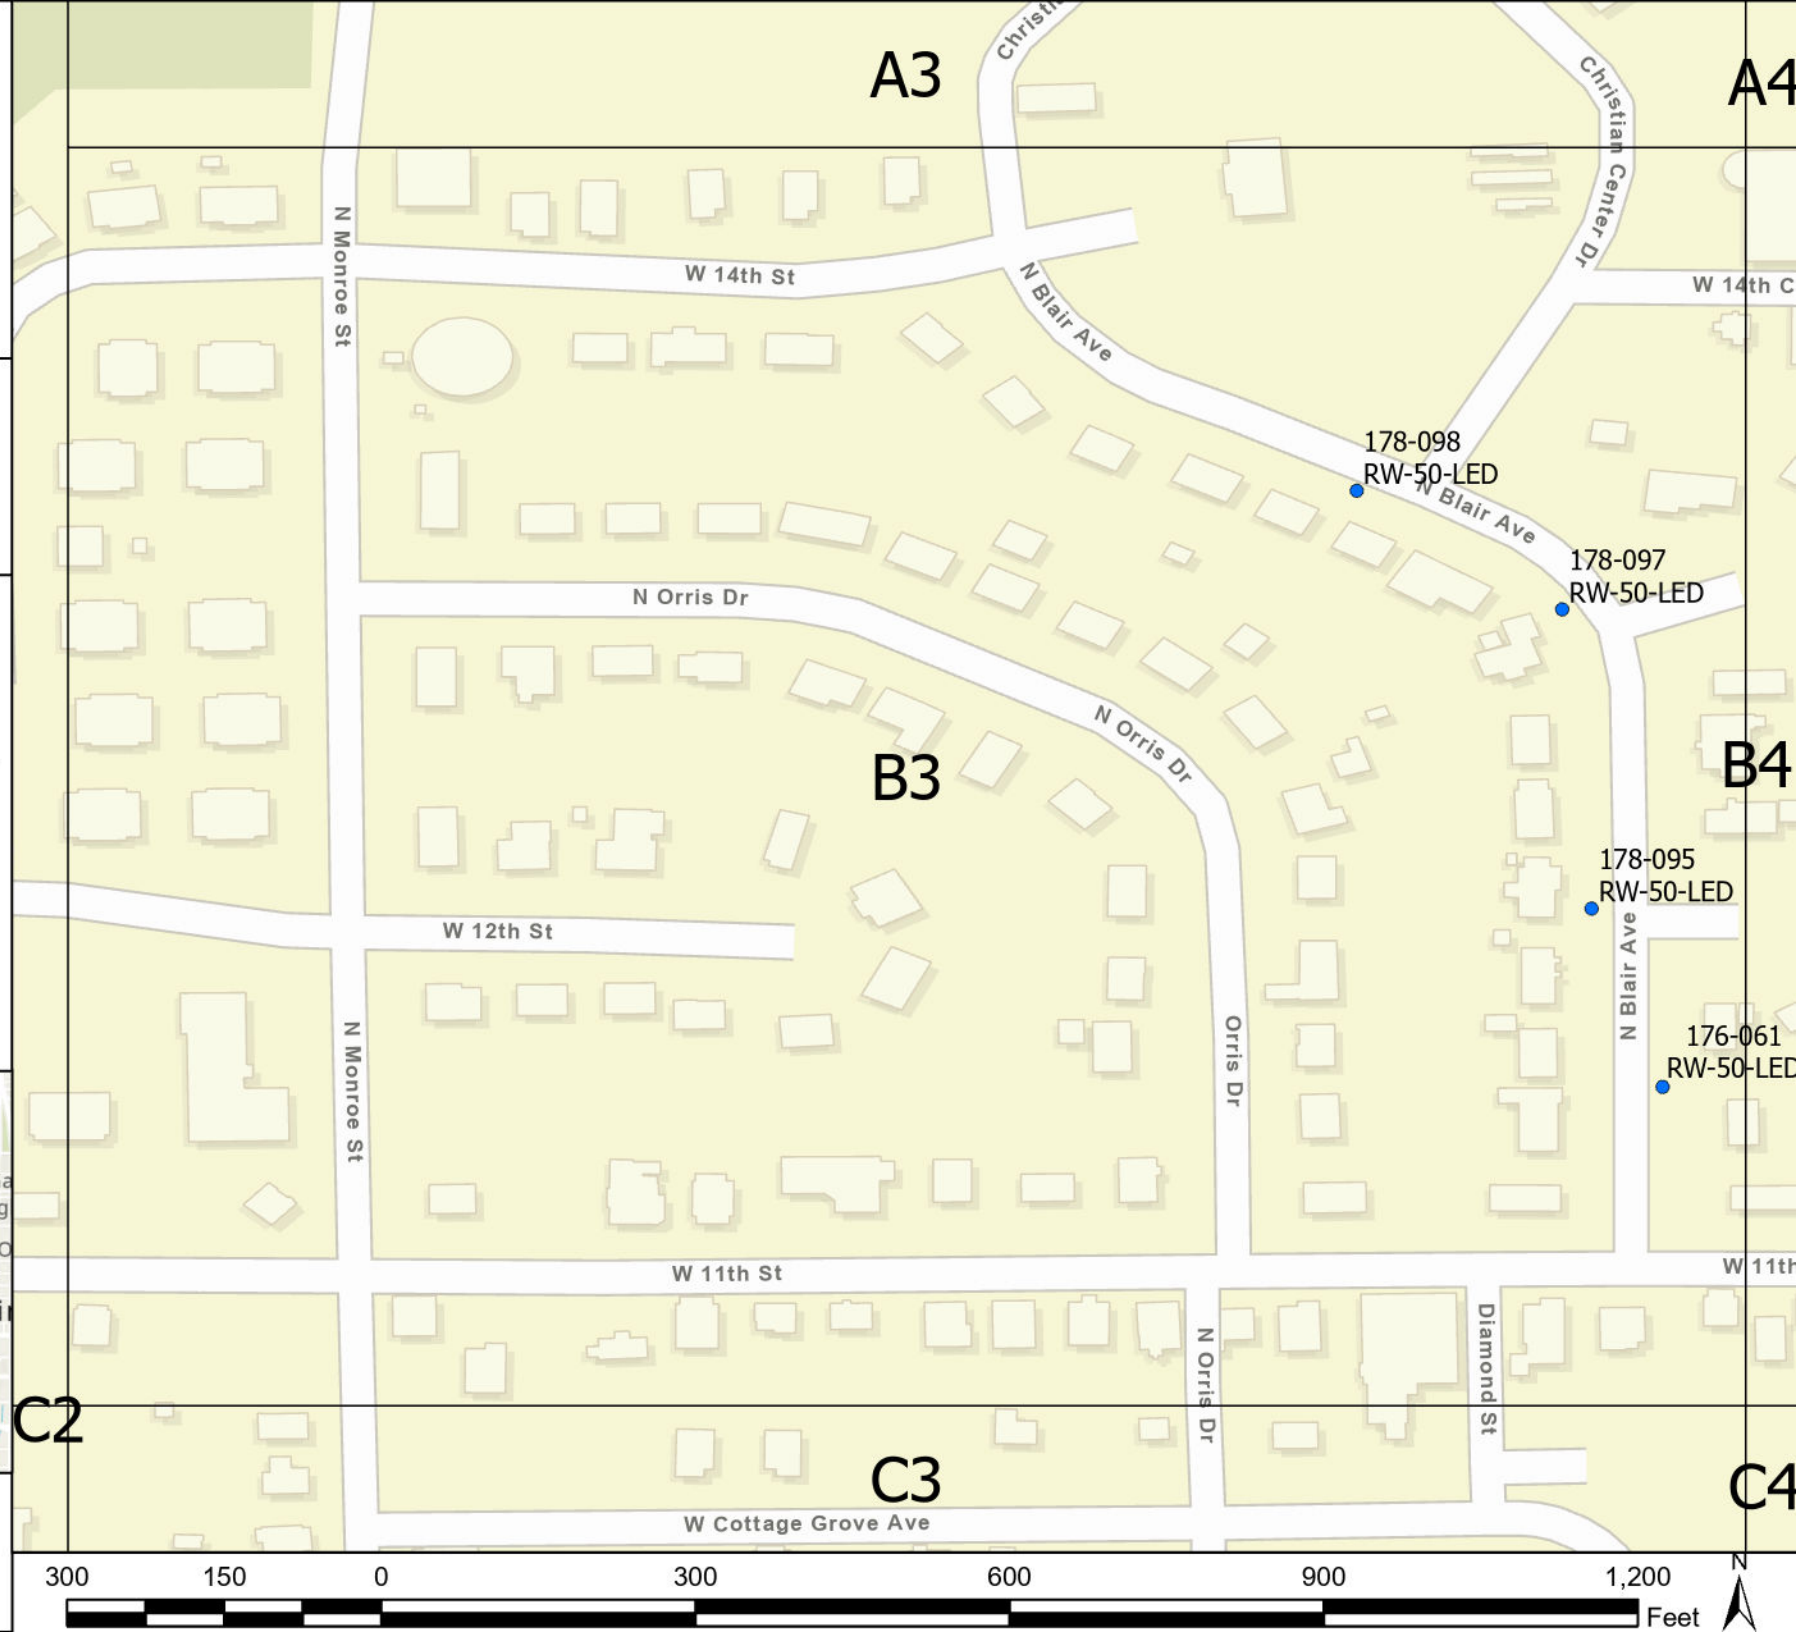 Christi
A3
A4
Christian Center Dr
N Monroe St
W 14th St
W 14th C
N Blair Ave
178-098
RW-50-LED
N Blair Ave
178-097
RW-50-LED
N Orris Dr
N Orris Dr
B3
B4
178-095
RW-50-LED
W 12th St
N Blair Ave
N Monroe St
Orris Dr
176-061
RW-50-LED
W 11th St
W 11th
N Orris Dr
Diamond St
C2
C3
C4
W Cottage Grove Ave
300 150 0 300 600 900 1,200
Feet
N